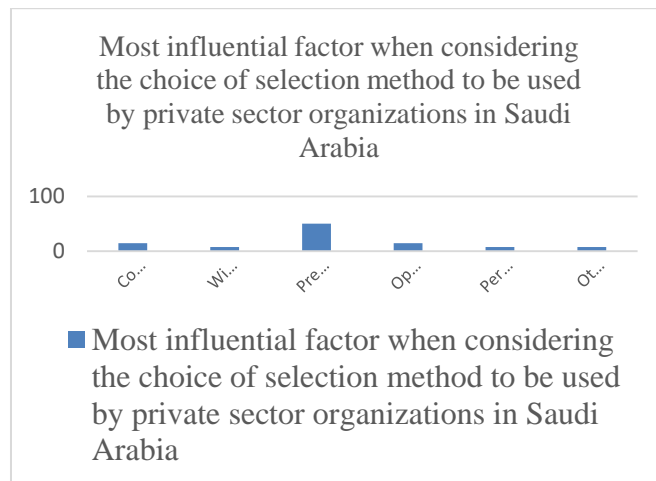 Most influential factor when considering
the choice of selection method to be used
by private sector organizations in Saudi
Arabia
100
0
Co...
Wi...
Pre...
Op...
Per...
Ot...
Most influential factor when considering
the choice of selection method to be used
by private sector organizations in Saudi
Arabia